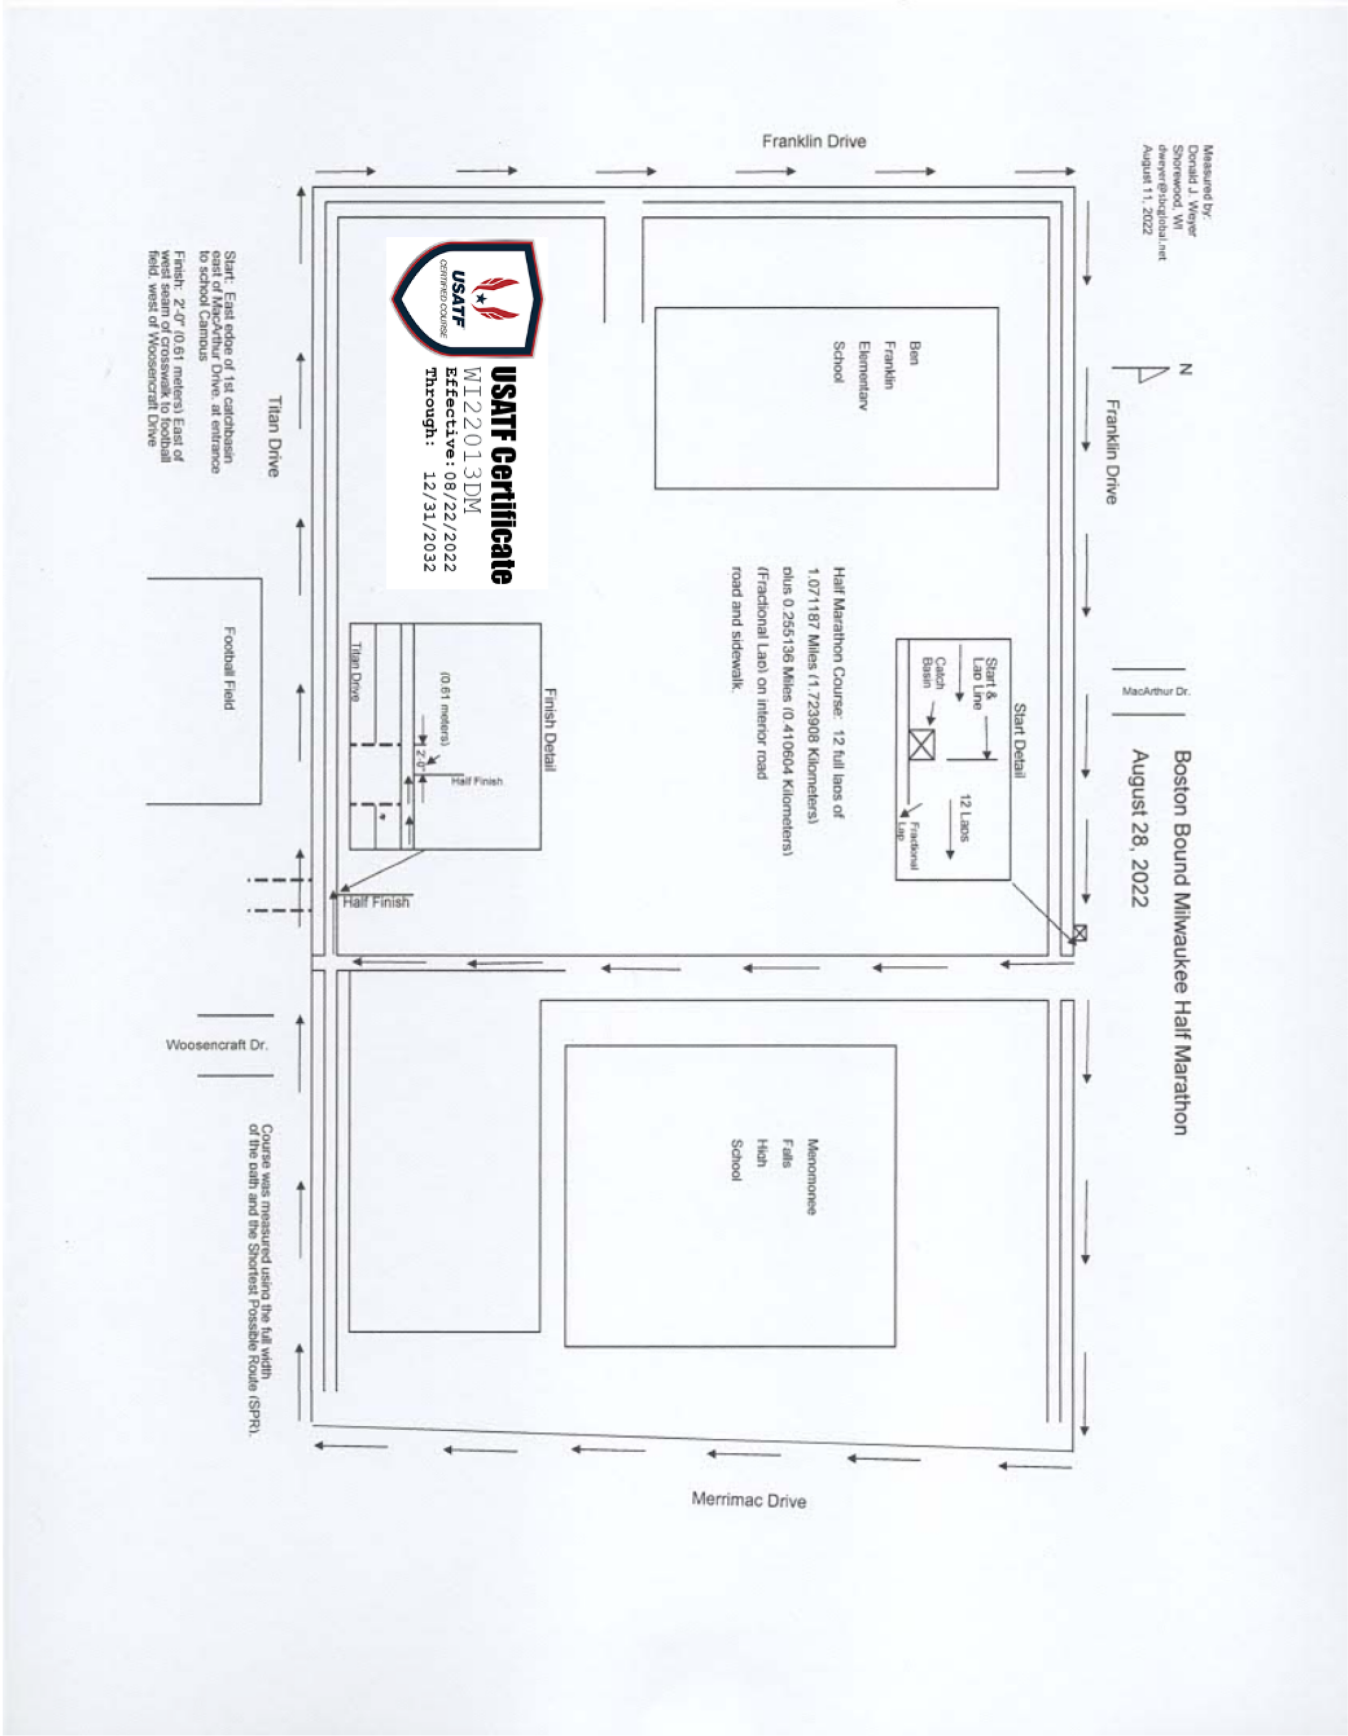 Boston Bound Milwaukee Half Marathon
August 28, 2022
Measured by:
Donald J. Weyer
Shorewood, WI
dweyer@sbcglobal.net
August 11, 2022
N
Franklin Drive
MacArthur Dr.
Franklin Drive
Start Detail
Start &
Lap Line
Catch
Basin
12 Laps
Fractional
Lap
Ben
Franklin
Elementary
School
Half Marathon Course: 12 full laps of
1.071187 Miles (1.723908 Kilometers)
plus 0.255136 Miles (0.410604 Kilometers)
(Fractional Lap) on interior road
road and sidewalk.
Menomonee
Falls
High
School
Merrimac Drive
USATF
CERTIFIED COURSE
USATF Certificate
WI22013DM
Effective: 08/22/2022
Through: 12/31/2032
Finish Detail
Half Finish
2'-0"
(0.61 meters)
Titan Drive
Half Finish
Titan Drive
Football Field
Woosencraft Dr.
Start: East edge of 1st catchbasin
east of MacArthur Drive, at entrance
to school Campus
Finish: 2'-0" (0.61 meters) East of
west seam of crosswalk to football
field, west of Woosencraft Drive
Course was measured using the full width
of the path and the Shortest Possible Route (SPR).